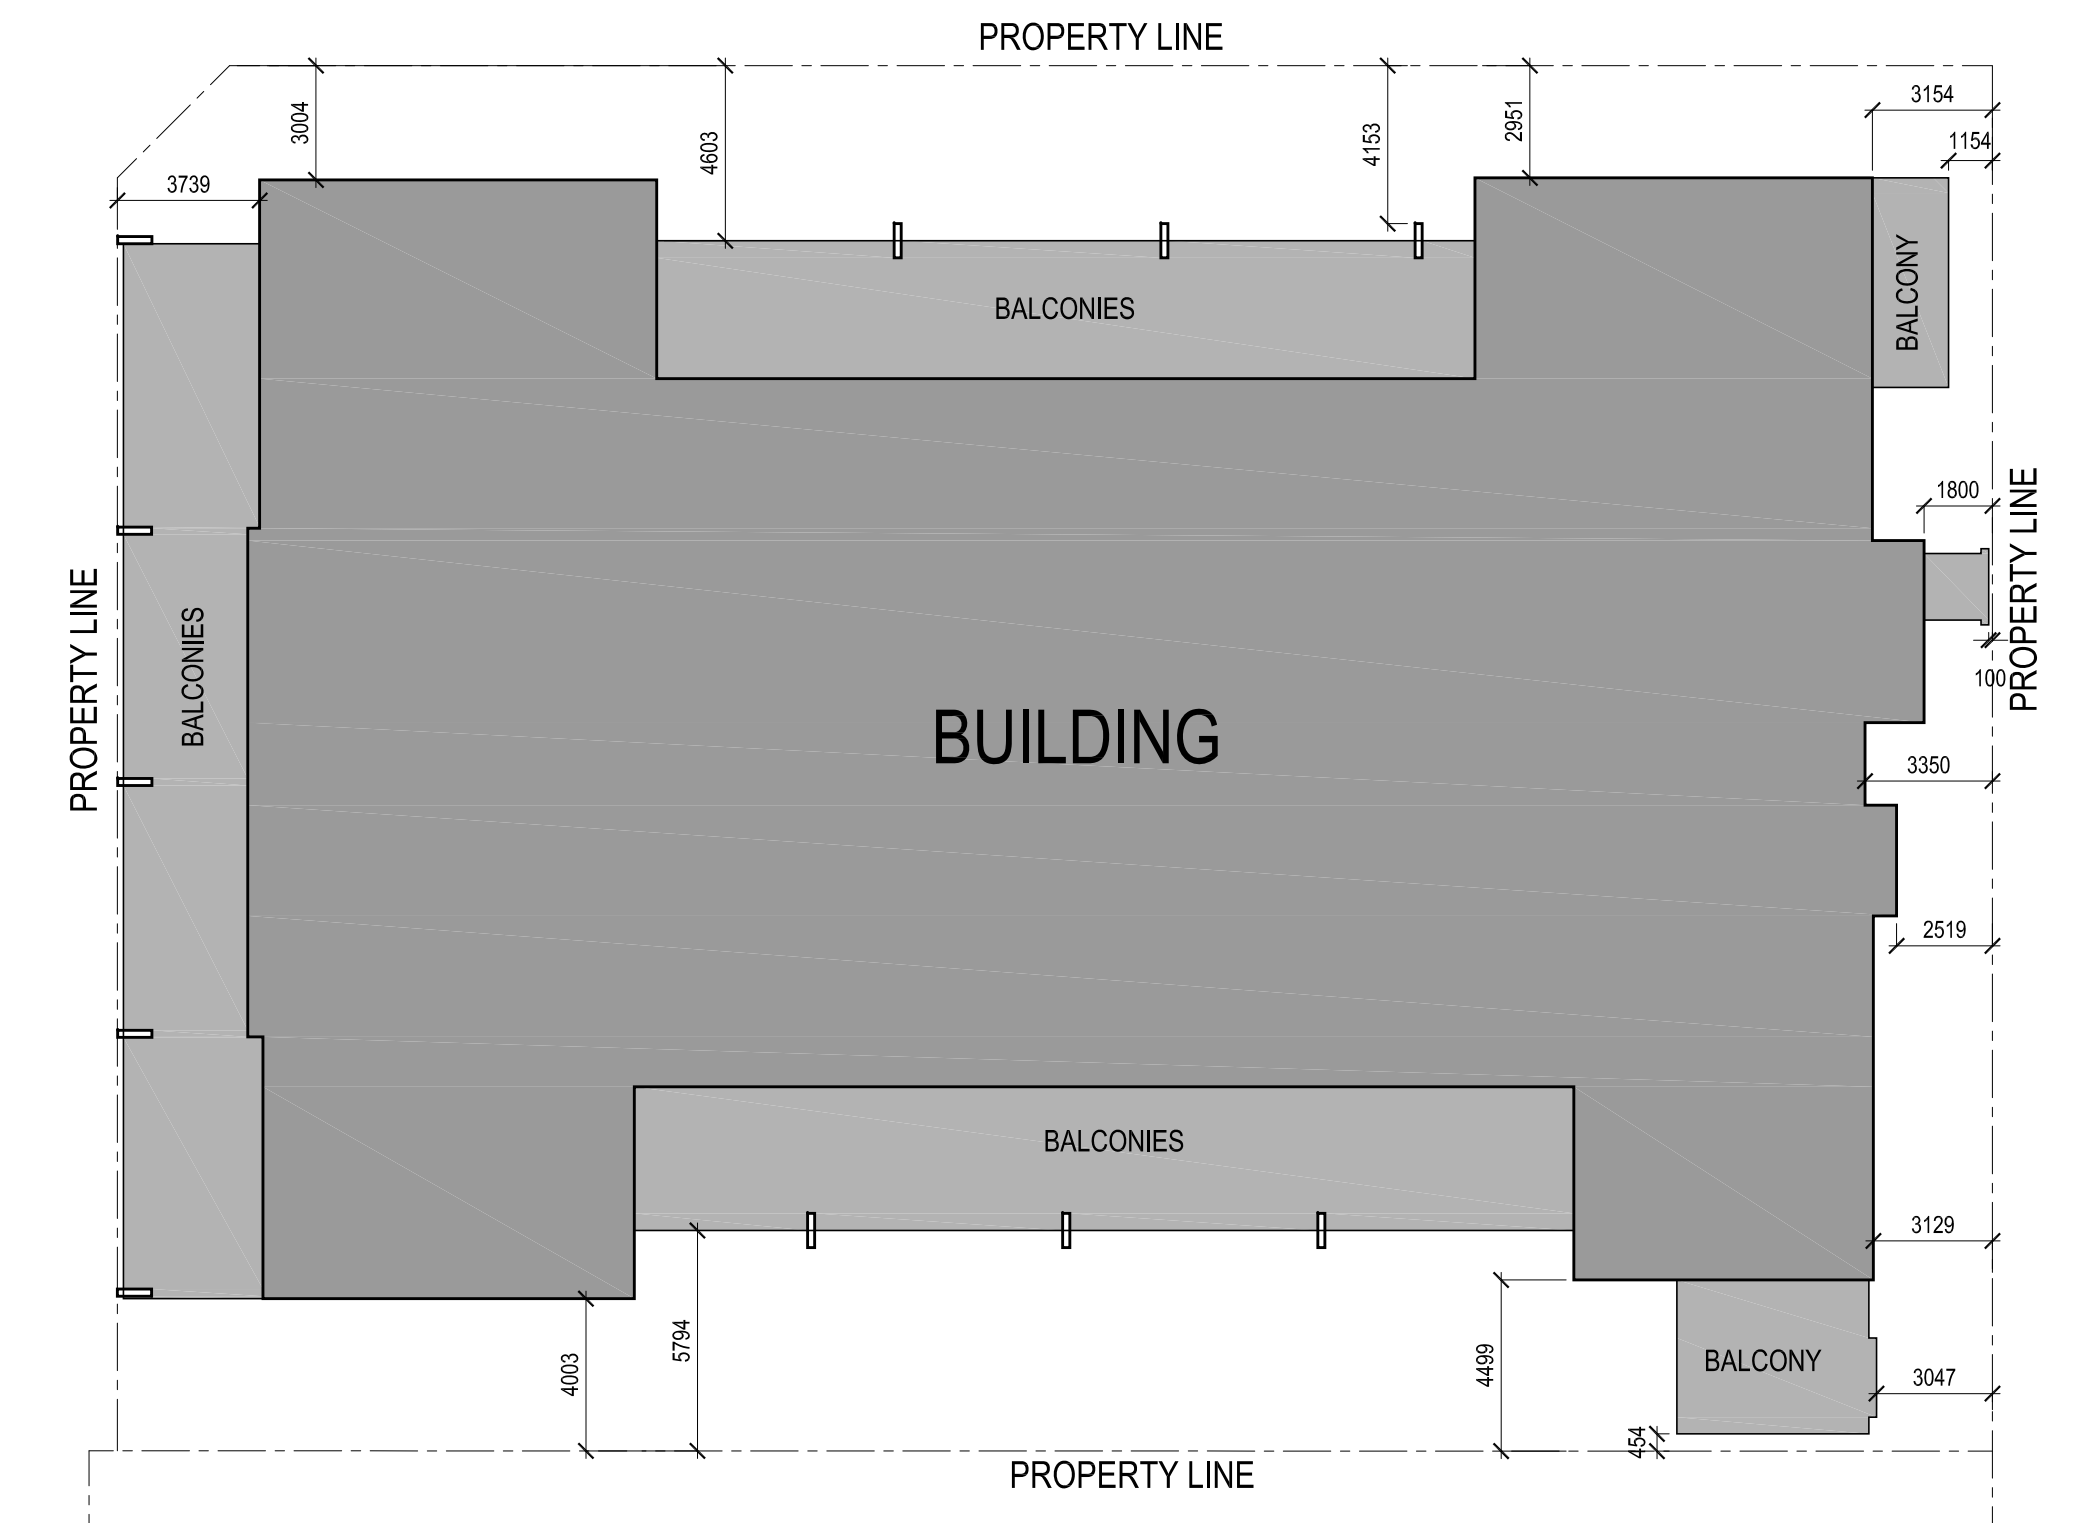 PROPERTY LINE
3004
4603
4153
2951
3154
1154
3739
BALCONIES
BALCONY
1800
PROPERTY LINE
100
PROPERTY LINE
BALCONIES
BUILDING
3350
2519
BALCONIES
3129
5794
4003
4499
BALCONY
3047
454
PROPERTY LINE